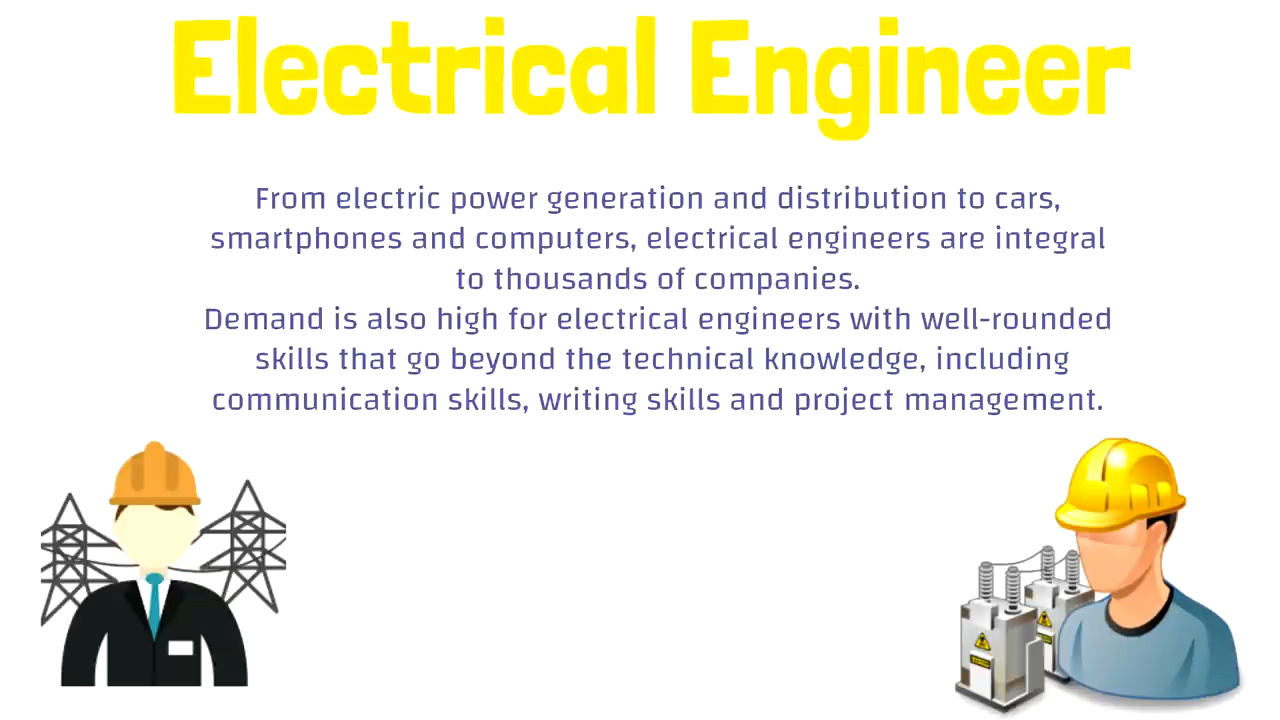 Electrical Engineer
From electric power generation and distribution to cars,
smartphones and computers, electrical engineers are integral
to thousands of companies.
Demand is also high for electrical engineers with well-rounded
skills that go beyond the technical knowledge, including
communication skills, writing skills and project management.